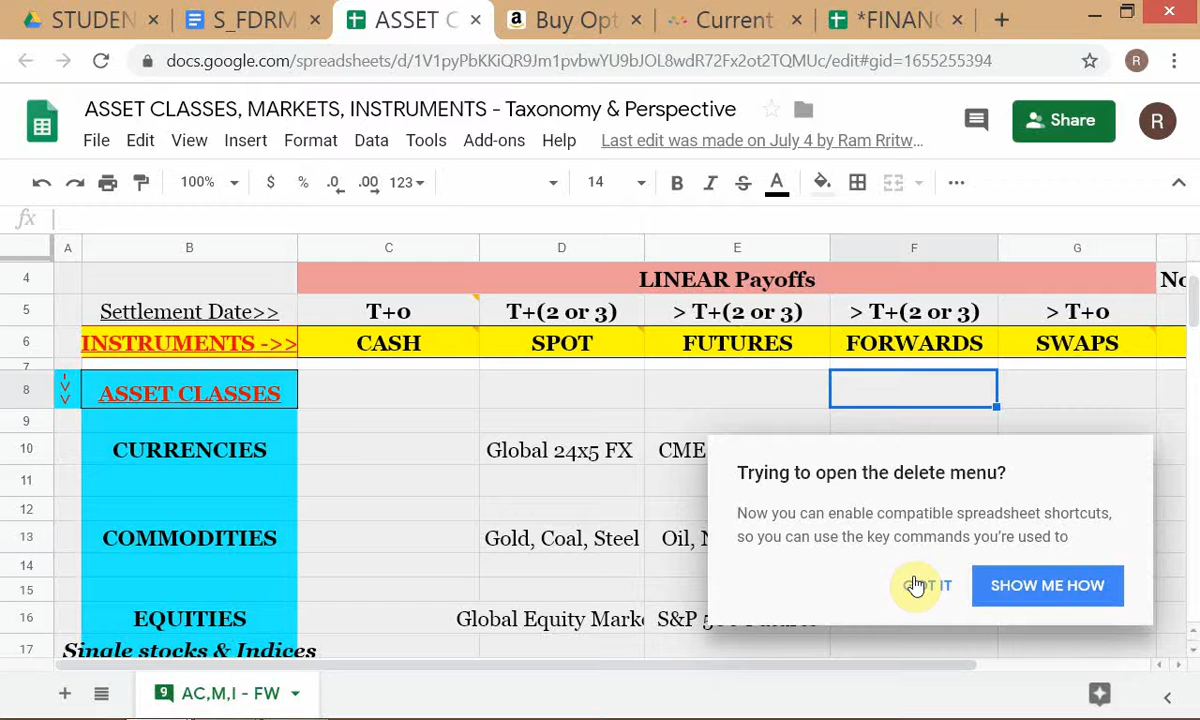 STUDEN × S_FDRM × ASSET C × Buy Opt × Current × *FINANC × +
docs.google.com/spreadsheets/d/1V1pyPbKKiQR9Jm1pvbwYU9bJOL8wdR72Fx2ot2TQMUc/edit#gid=1655255394 R
ASSET CLASSES, MARKETS, INSTRUMENTS - Taxonomy & Perspective
Share R
File Edit View Insert Format Data Tools Add-ons Help Last edit was made on July 4 by Ram Rritw…
100% $ % .0 .00 123 14 B I S A
fx
A B C D E F G
4 LINEAR Payoffs
5 Settlement Date>> T+0 T+(2 or 3) > T+(2 or 3) > T+(2 or 3) > T+0
6 INSTRUMENTS ->> CASH SPOT FUTURES FORWARDS SWAPS
7
8 ASSET CLASSES
9
10 CURRENCIES Global 24x5 FX CME
11
12
13 COMMODITIES Gold, Coal, Steel Oil,
14
15
16 EQUITIES Global Equity Mark S&P
17 Single stocks & Indices
Trying to open the delete menu?
Now you can enable compatible spreadsheet shortcuts,
so you can use the key commands you're used to
GOT IT SHOW ME HOW
+ 9 AC,M,I - FW